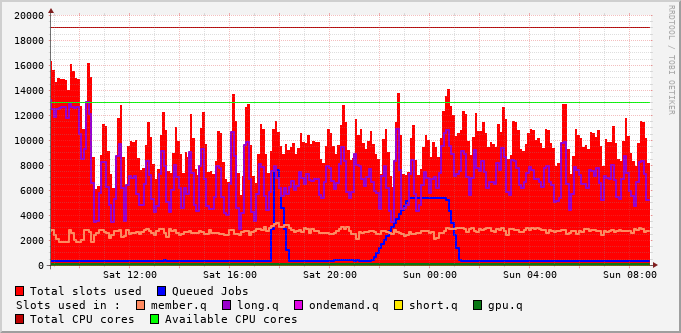 RRDTOOL / TOBI OETIKER
20000
18000
16000
14000
12000
10000
8000
6000
4000
2000
0
Sat 12:00 Sat 16:00 Sat 20:00 Sun 00:00 Sun 04:00 Sun 08:00
Total slots used Queued Jobs
Slots used in : member.q long.q ondemand.q short.q gpu.q
Total CPU cores Available CPU cores